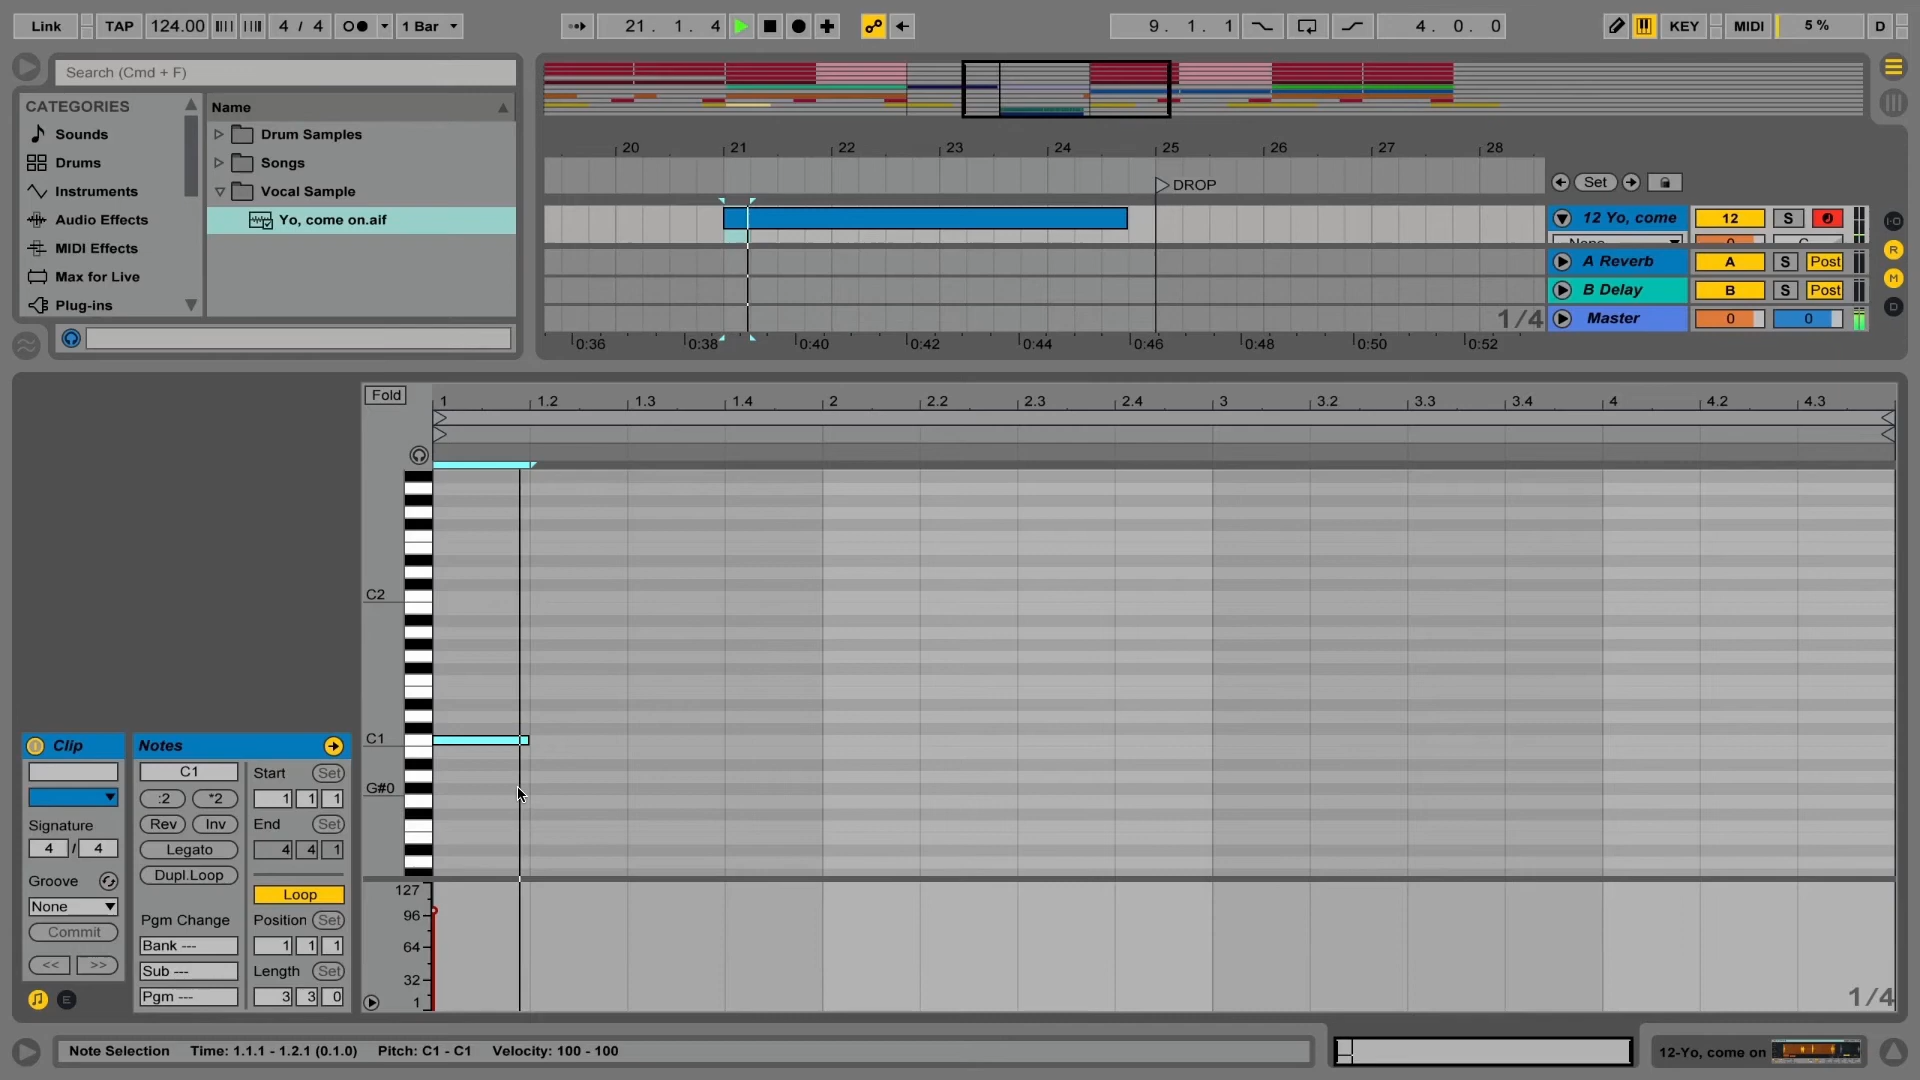 Link TAP 124.00 4 / 4 1 Bar 21. 1. 4 9. 1. 1 4. 0. 0 KEY MIDI 5 % D
Search (Cmd + F)
CATEGORIES
Sounds
Drums
Instruments
Audio Effects
MIDI Effects
Max for Live
Plug-ins
Name
Drum Samples
Songs
Vocal Sample
Yo, come on.aif
20 21 22 23 24 25 26 27 28
DROP
Set
12 Yo, come 12 S
A Reverb A S Post
B Delay B S Post
1/4 Master 0 0
0:36 0:38 0:40 0:42 0:44 0:46 0:48 0:50 0:52
R
M
D
Fold
1 1.2 1.3 1.4 2 2.2 2.3 2.4 3 3.2 3.3 3.4 4 4.2 4.3
C2
C1
G#0
127
96
64
32
1
1/4
Clip
Signature
4 / 4
Groove
None
Commit
<< >>
E
Notes
C1
:2 *2
Rev Inv
Legato
Dupl.Loop
Pgm Change
Bank ---
Sub ---
Pgm ---
Start Set
1 1 1
End Set
4 4 1
Loop
Position Set
1 1 1
Length Set
3 3 0
Note Selection Time: 1.1.1 - 1.2.1 (0.1.0) Pitch: C1 - C1 Velocity: 100 - 100
12-Yo, come on